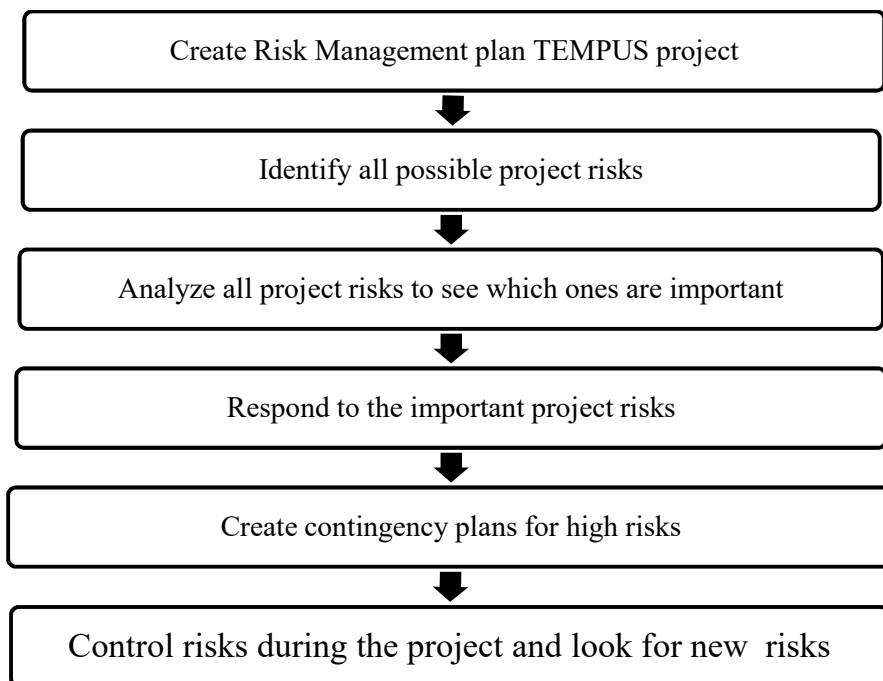 Create Risk Management plan TEMPUS project
Identify all possible project risks
Analyze all project risks to see which ones are important
Respond to the important project risks
Create contingency plans for high risks
Control risks during the project and look for new risks